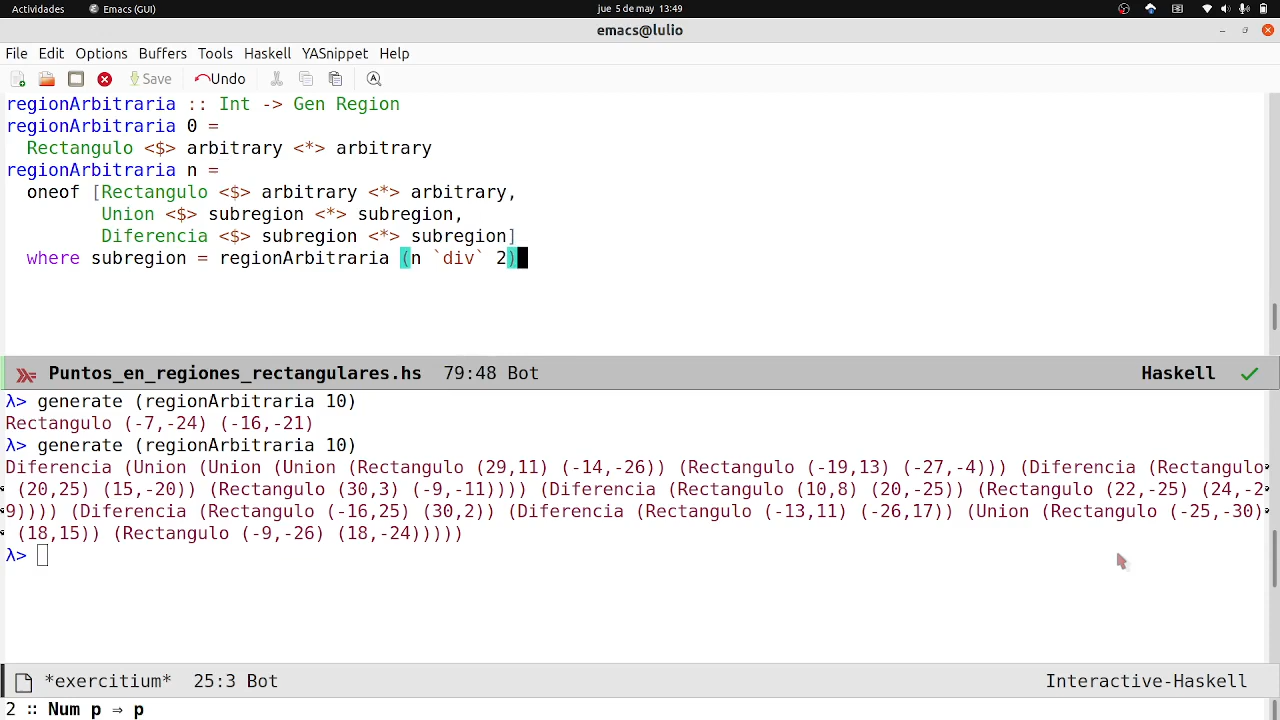 Actividades Emacs (GUI) jue 5 de may 13:49
emacs@lulio
File Edit Options Buffers Tools Haskell YASnippet Help
Save Undo
regionArbitraria :: Int -> Gen Region
regionArbitraria 0 =
  Rectangulo <$> arbitrary <*> arbitrary
regionArbitraria n =
  oneof [Rectangulo <$> arbitrary <*> arbitrary,
         Union <$> subregion <*> subregion,
         Diferencia <$> subregion <*> subregion]
  where subregion = regionArbitraria (n `div` 2)
Puntos_en_regiones_rectangulares.hs 79:48 Bot Haskell
λ> generate (regionArbitraria 10)
Rectangulo (-7,-24) (-16,-21)
λ> generate (regionArbitraria 10)
Diferencia (Union (Union (Union (Rectangulo (29,11) (-14,-26)) (Rectangulo (-19,13) (-27,-4))) (Diferencia (Rectangulo
 (20,25) (15,-20)) (Rectangulo (30,3) (-9,-11)))) (Diferencia (Rectangulo (10,8) (20,-25)) (Rectangulo (22,-25) (24,-2
9)))) (Diferencia (Rectangulo (-16,25) (30,2)) (Diferencia (Rectangulo (-13,11) (-26,17)) (Union (Rectangulo (-25,-30)
 (18,15)) (Rectangulo (-9,-26) (18,-24)))))
λ>
*exercitium* 25:3 Bot Interactive-Haskell
2 :: Num p ⇒ p